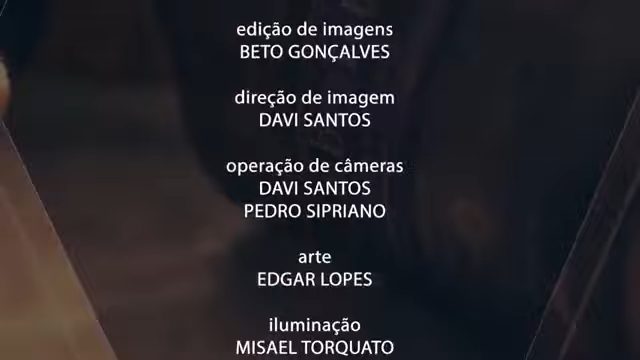 edição de imagens
BETO GONÇALVES
direção de imagem
DAVI SANTOS
operação de câmeras
DAVI SANTOS
PEDRO SIPRIANO
arte
EDGAR LOPES
iluminação
MISAEL TORQUATO